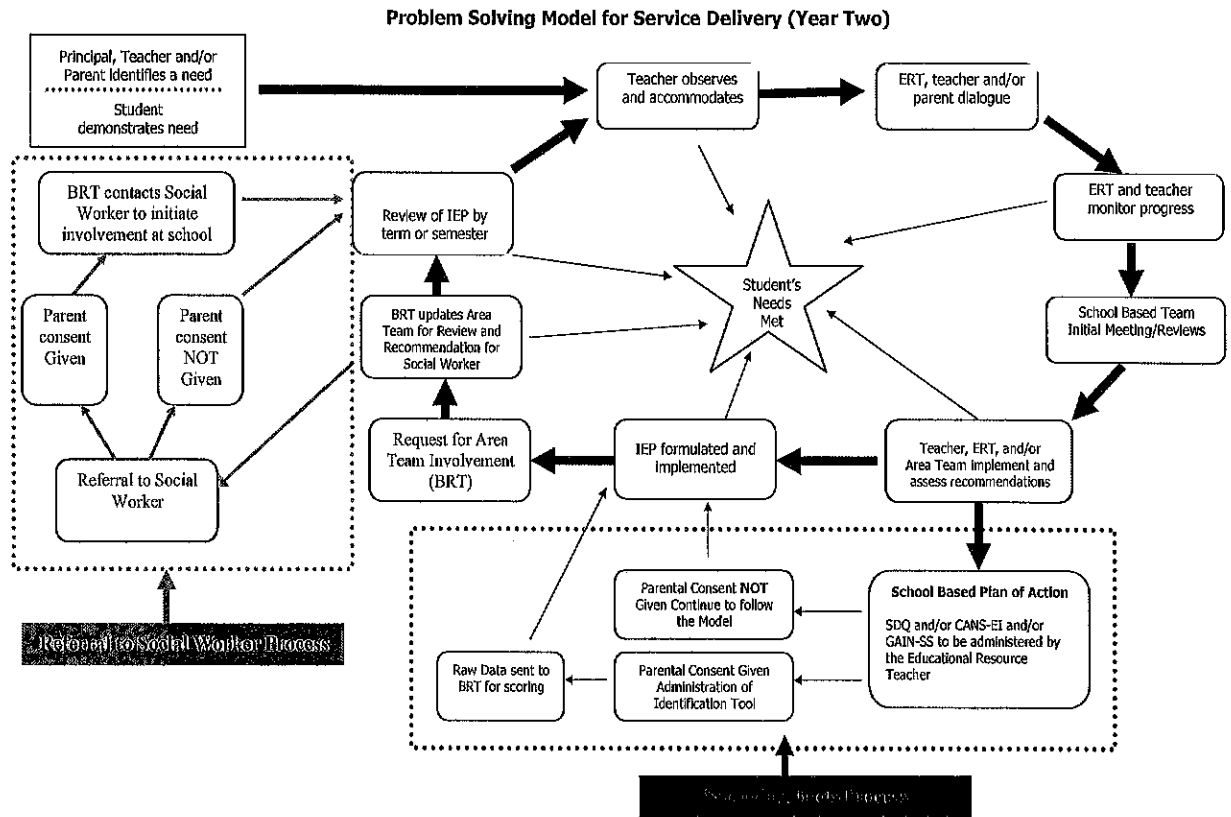 Problem Solving Model for Service Delivery (Year Two)
Principal, Teacher and/or
Parent Identifies a need
Student
demonstrates need
Teacher observes
and accommodates
ERT, teacher and/or
parent dialogue
BRT contacts Social
Worker to initiate
involvement at school
Review of IEP by
term or semester
ERT and teacher
monitor progress
Student's
Needs
Met
Parent
consent
Given
Parent
consent
NOT
Given
BRT updates Area
Team for Review and
Recommendation for
Social Worker
School Based Team
Initial Meeting/Reviews
Referral to Social
Worker
Request for Area
Team Involvement
(BRT)
IEP formulated and
implemented
Teacher, ERT, and/or
Area Team implement and
assess recommendations
Parental Consent NOT
Given Continue to follow
the Model
School Based Plan of Action
SDQ and/or CANS-EI and/or
GAIN-SS to be administered by
the Educational Resource
Teacher
Referral to Social Worker Process
Raw Data sent to
BRT for scoring
Parental Consent Given
Administration of
Identification Tool
Process